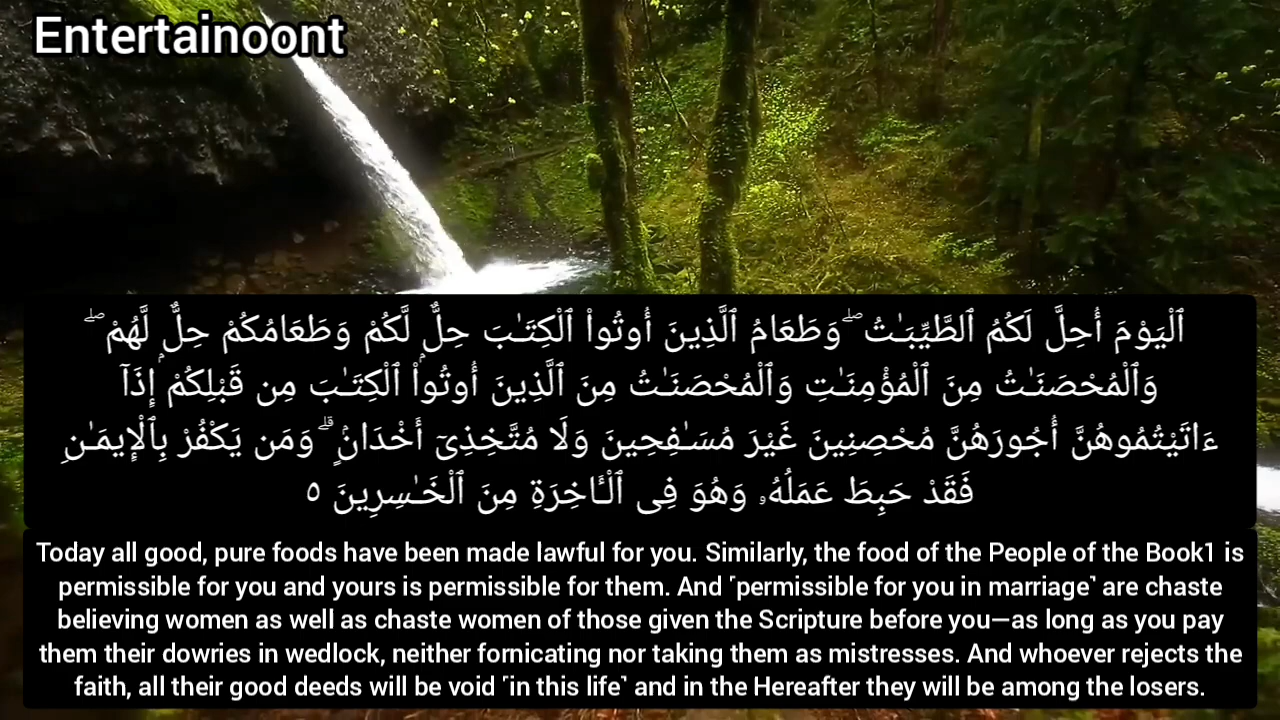 Entertainoont
ٱلْيَوْمَ أُحِلَّ لَكُمُ ٱلطَّيِّبَـٰتُ ۖ وَطَعَامُ ٱلَّذِينَ أُوتُوا۟ ٱلْكِتَـٰبَ حِلٌّۭ لَّكُمْ وَطَعَامُكُمْ حِلٌّۭ لَّهُمْ ۖ
وَٱلْمُحْصَنَـٰتُ مِنَ ٱلْمُؤْمِنَـٰتِ وَٱلْمُحْصَنَـٰتُ مِنَ ٱلَّذِينَ أُوتُوا۟ ٱلْكِتَـٰبَ مِن قَبْلِكُمْ إِذَآ
ءَاتَيْتُمُوهُنَّ أُجُورَهُنَّ مُحْصِنِينَ غَيْرَ مُسَـٰفِحِينَ وَلَا مُتَّخِذِىٓ أَخْدَانٍۢ ۗ وَمَن يَكْفُرْ بِٱلْإِيمَـٰنِ
فَقَدْ حَبِطَ عَمَلُهُۥ وَهُوَ فِى ٱلْـَٔاخِرَةِ مِنَ ٱلْخَـٰسِرِينَ ٥
Today all good, pure foods have been made lawful for you. Similarly, the food of the People of the Book1 is
permissible for you and yours is permissible for them. And ˹permissible for you in marriage˺ are chaste
believing women as well as chaste women of those given the Scripture before you—as long as you pay
them their dowries in wedlock, neither fornicating nor taking them as mistresses. And whoever rejects the
faith, all their good deeds will be void ˹in this life˺ and in the Hereafter they will be among the losers.